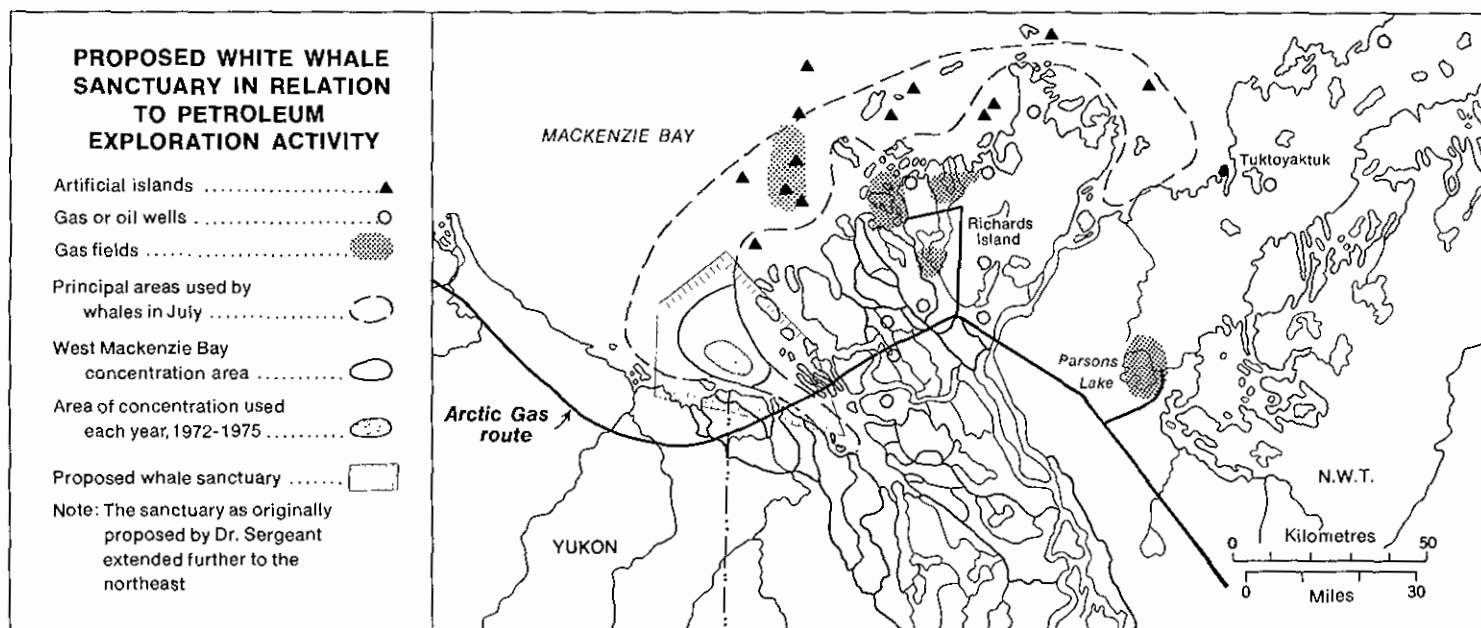 PROPOSED WHITE WHALE
SANCTUARY IN RELATION
TO PETROLEUM
EXPLORATION ACTIVITY
Artificial islands
Gas or oil wells
Gas fields
Principal areas used by
whales in July
West Mackenzie Bay
concentration area
Area of concentration used
each year, 1972-1975
Proposed whale sanctuary
Note: The sanctuary as originally
proposed by Dr. Sergeant
extended further to the
northeast
MACKENZIE BAY
Tuktoyaktuk
Richards
Island
Parsons
Lake
Arctic Gas
route
YUKON
N.W.T.
Kilometres
0 50
0 30
Miles